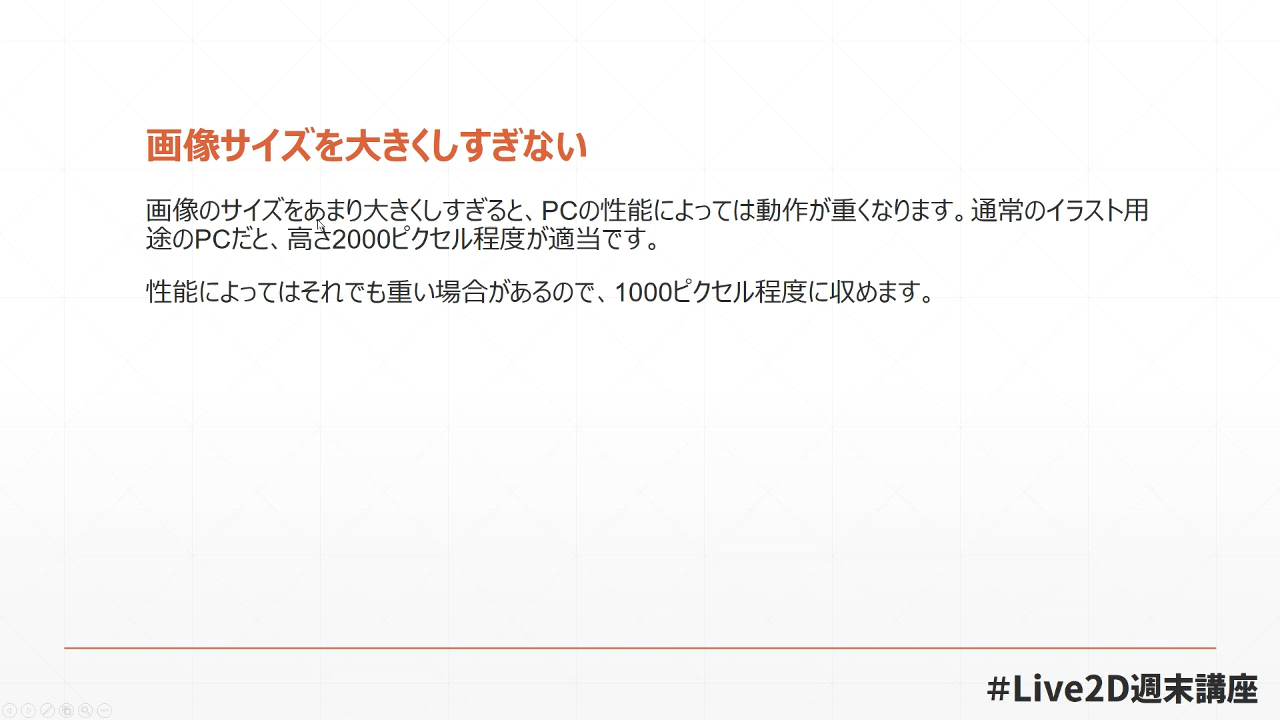 画像サイズを大きくしすぎない
画像のサイズをあまり大きくしすぎると、PCの性能によっては動作が重くなります。通常のイラスト用
途のPCだと、高さ2000ピクセル程度が適当です。
性能によってはそれでも重い場合があるので、1000ピクセル程度に収めます。
#Live2D週末講座